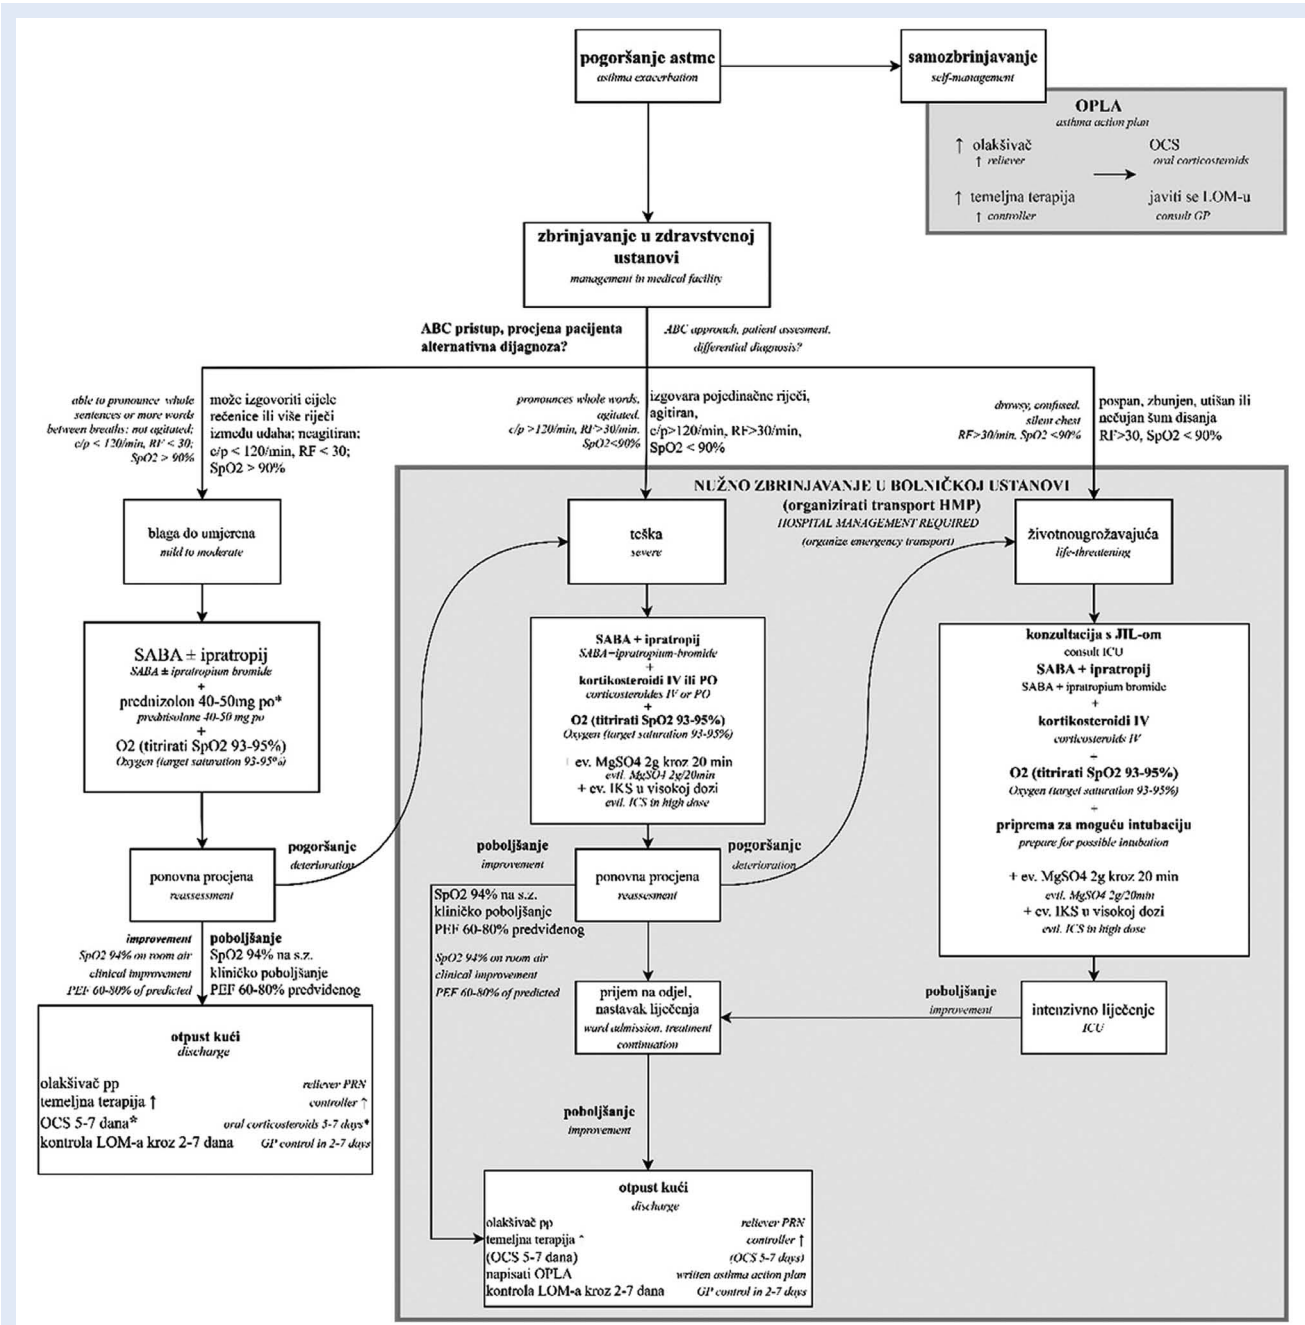 pogoršanje astme
asthma exacerbation
samozbrinjavanje
self-management
OPLA
asthma action plan
↑ olakšivač
↑ reliever
↑ temeljna terapija
↑ controller
OCS
oral corticosteroids
javiti se LOM-u
consult GP
zbrinjavanje u zdravstvenoj
ustanovi
management in medical facility
ABC pristup, procjena pacijenta
alternativna dijagnoza?
ABC approach, patient assesment,
differential diagnosis?
able to pronounce whole
sentences or more words
between breaths; not agitated;
c/p < 120/min, RF < 30;
SpO2 > 90%
može izgovoriti cijele
rečenice ili više riječi
između udaha; neagitiran;
c/p < 120/min, RF < 30;
SpO2 > 90%
pronounces whole words,
agitated,
c/p >120/min, RF>30/min,
SpO2<90%
izgovara pojedinačne riječi,
agitiran,
c/p>120/min, RF>30/min,
SpO2 < 90%
drowsy, confused,
silent chest
RF>30/min, SpO2 <90%
pospan, zbunjen, utišan ili
nečujan šum disanja
RF>30, SpO2 < 90%
NUŽNO ZBRINJAVANJE U BOLNIČKOJ USTANOVI
(organizirati transport HMP)
HOSPITAL MANAGEMENT REQUIRED
(organize emergency transport)
blaga do umjerena
mild to moderate
teška
severe
životnougrožavajuća
life-threatening
SABA ± ipratropij
SABA ± ipratropium bromide
+
prednizolon 40-50mg po*
prednisolone 40-50 mg po
+
O2 (titrirati SpO2 93-95%)
Oxygen (target saturation 93-95%)
SABA + ipratropij
SABA+ipratropium-bromide
+
kortikosteroidi IV ili PO
corticosteroides IV or PO
+
O2 (titrirati SpO2 93-95%)
Oxygen (target saturation 93-95%)
+ ev. MgSO4 2g kroz 20 min
evtl. MgSO4 2g/20min
+ ev. IKS u visokoj dozi
evtl. ICS in high dose
konzultacija s JIL-om
consult ICU
SABA + ipratropij
SABA + ipratropium bromide
+
kortikosteroidi IV
corticosteroids IV
+
O2 (titrirati SpO2 93-95%)
Oxygen (target saturation 93-95%)
+
priprema za moguću intubaciju
prepare for possible intubation
+ ev. MgSO4 2g kroz 20 min
evtl. MgSO4 2g/20min
+ ev. IKS u visokoj dozi
evtl. ICS in high dose
ponovna procjena
reassessment
pogoršanje
deterioration
poboljšanje
improvement
ponovna procjena
reassesment
pogoršanje
deterioration
SpO2 94% na s.z.
kliničko poboljšanje
PEF 60-80% predviđenog
SpO2 94% on room air
clinical improvement
PEF 60-80% of predicted
improvement
SpO2 94% on room air
clinical improvement
PEF 60-80% of predicted
poboljšanje
SpO2 94% na s.z.
kliničko poboljšanje
PEF 60-80% predviđenog
prijem na odjel,
nastavak liječenja
ward admission, treatment
continuation
poboljšanje
improvement
intenzivno liječenje
ICU
otpust kući
discharge
olakšivač pp reliever PRN
temeljna terapija ↑ controller ↑
OCS 5-7 dana* oral corticosteroids 5-7 days*
kontrola LOM-a kroz 2-7 dana GP control in 2-7 days
poboljšanje
improvement
otpust kući
discharge
olakšivač pp reliever PRN
temeljna terapija ↑ controller ↑
(OCS 5-7 dana) (OCS 5-7 days)
napisati OPLA written asthma action plan
kontrola LOM-a kroz 2-7 dana GP control in 2-7 days